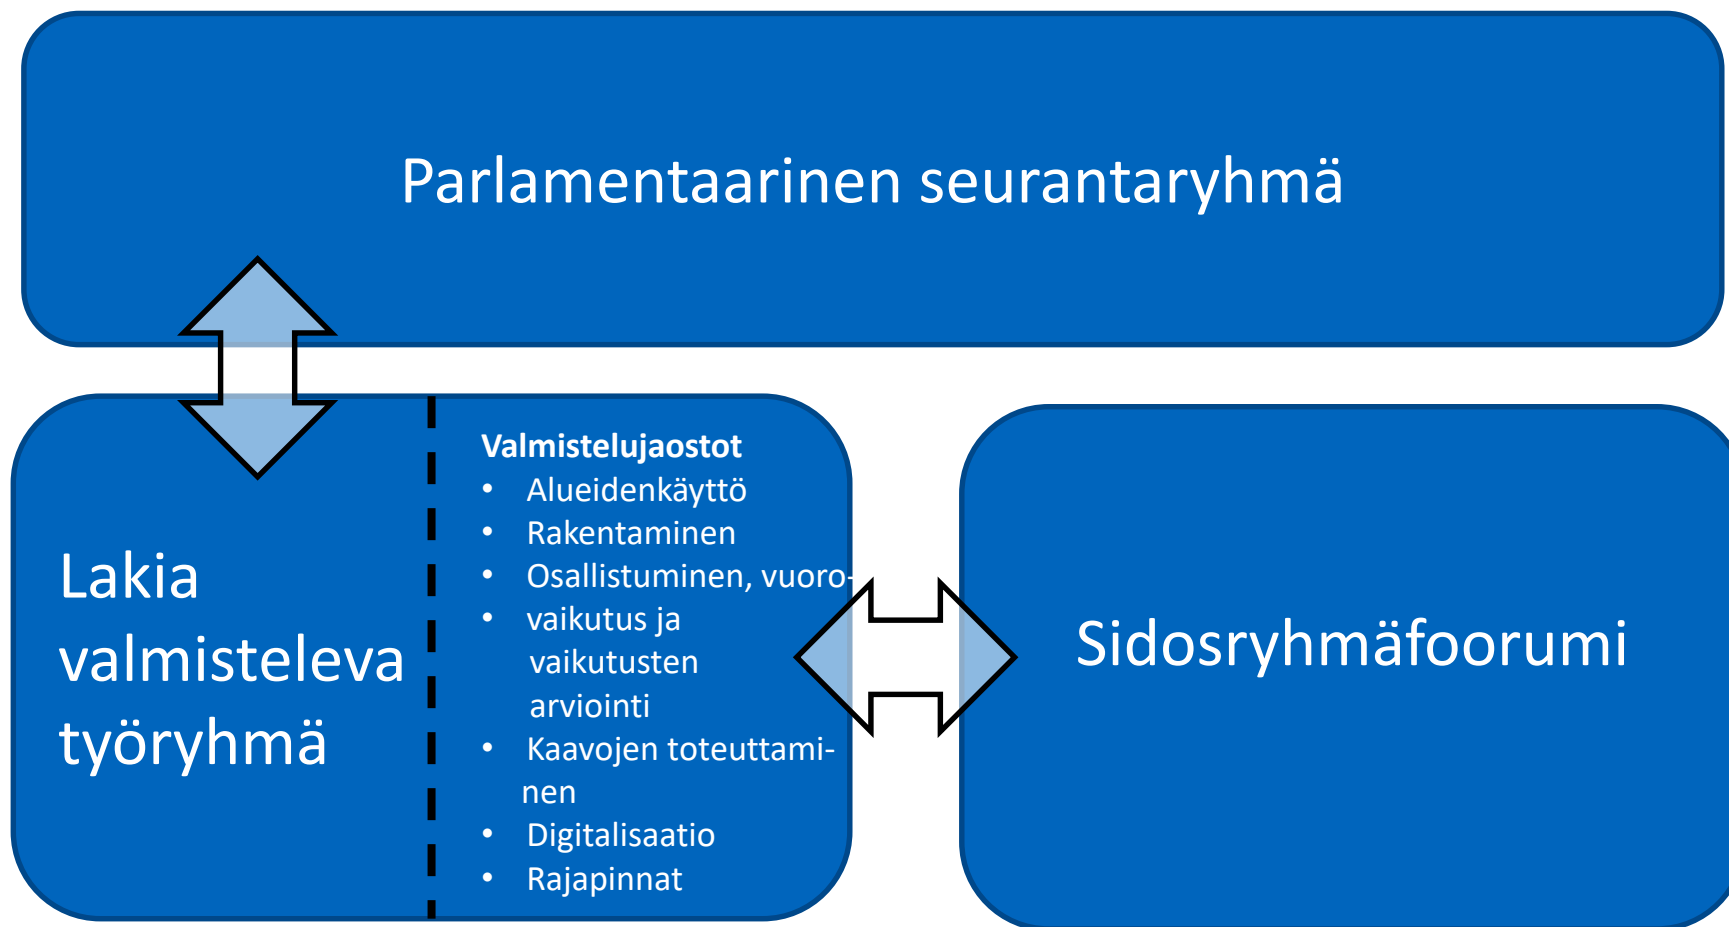 Parlamentaarinen seurantaryhmä
Lakia
valmisteleva
työryhmä
Valmistelujaostot
• Alueidenkäyttö
• Rakentaminen
• Osallistuminen, vuoro-
• vaikutus ja
vaikutusten
arviointi
• Kaavojen toteuttami-
nen
• Digitalisaatio
• Rajapinnat
Sidosryhmäfoorumi